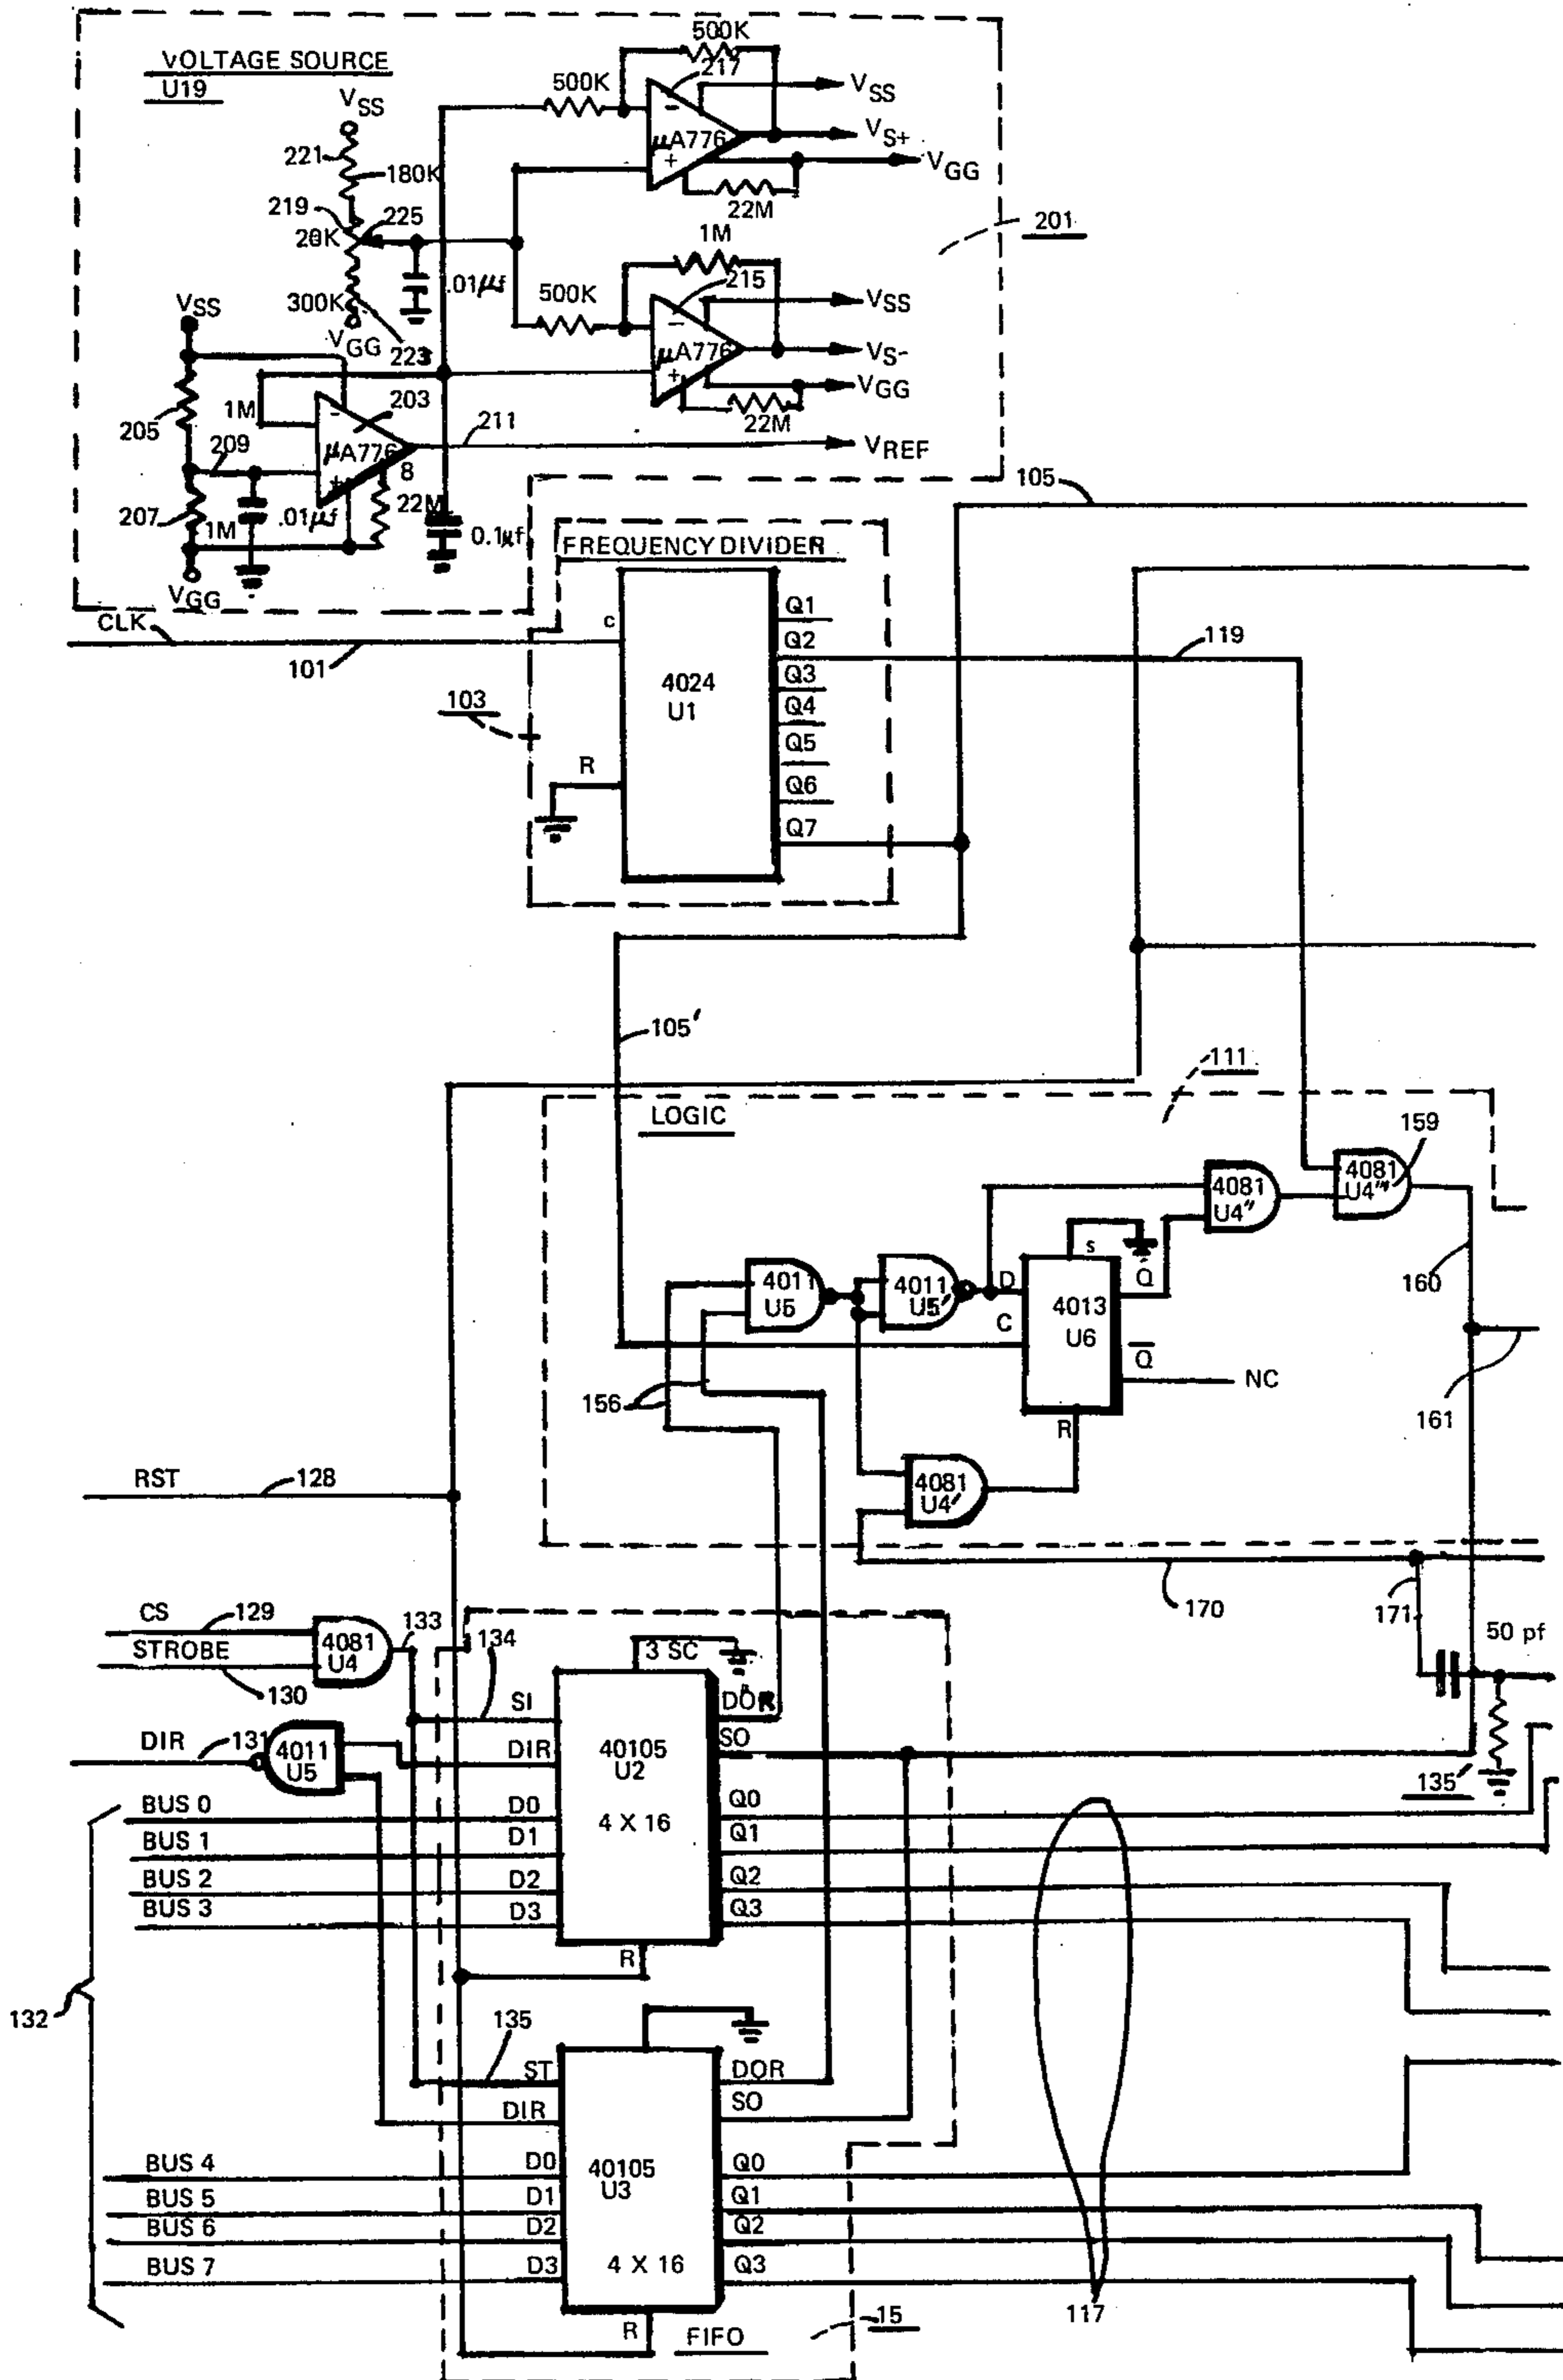 VOLTAGE SOURCE
U19
VSS
221
180K
219
20K
225
.01µf
300K
VGG
223
500K
500K
217
VSS
µA776
-
+
VS+
VGG
22M
201
1M
500K
215
VSS
µA776
-
+
VS-
VGG
22M
VSS
205
1M
209
203
µA776
-
+
8
211
VREF
207
1M
.01µf
22M
0.1µf
VGG
105
FREQUENCY DIVIDER
CLK
101
c
Q1
Q2
119
Q3
4024
U1
Q4
103
Q5
R
Q6
Q7
105'
111
LOGIC
159
4081
U4''
4081
U4'''
s
4011
U5
4011
U5'
D
Q
4013
U6
C
Q
NC
160
161
156
R
4081
U4'
RST
128
170
171
50 pf
CS
129
STROBE
130
4081
U4
133
134
3 SC
DOR
SI
SO
DIR
131
4011
U5
DIR
40105
U2
135'
BUS 0
D0
4 X 16
Q0
BUS 1
D1
Q1
BUS 2
D2
Q2
BUS 3
D3
Q3
R
132
135
ST
DOR
DIR
SO
BUS 4
D0
40105
U3
Q0
BUS 5
D1
Q1
BUS 6
D2
Q2
BUS 7
D3
4 X 16
Q3
117
R
FIFO
15